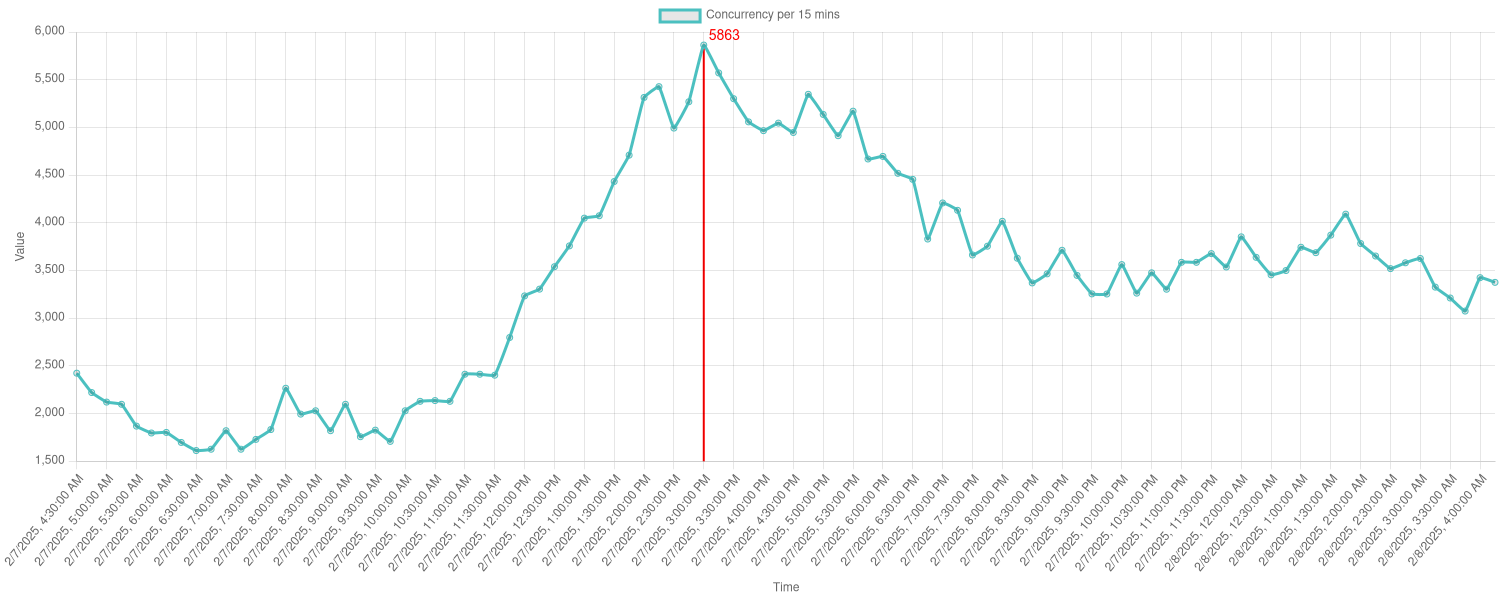 Concurrency per 15 mins
5863
6,000
5,500
5,000
4,500
4,000
3,500
3,000
2,500
2,000
1,500
Value
2/7/2025, 4:30:00 AM
2/7/2025, 5:00:00 AM
2/7/2025, 5:30:00 AM
2/7/2025, 6:00:00 AM
2/7/2025, 6:30:00 AM
2/7/2025, 7:00:00 AM
2/7/2025, 7:30:00 AM
2/7/2025, 8:00:00 AM
2/7/2025, 8:30:00 AM
2/7/2025, 9:00:00 AM
2/7/2025, 9:30:00 AM
2/7/2025, 10:00:00 AM
2/7/2025, 10:30:00 AM
2/7/2025, 11:00:00 AM
2/7/2025, 11:30:00 AM
2/7/2025, 12:00:00 PM
2/7/2025, 12:30:00 PM
2/7/2025, 1:00:00 PM
2/7/2025, 1:30:00 PM
2/7/2025, 2:00:00 PM
2/7/2025, 2:30:00 PM
2/7/2025, 3:00:00 PM
2/7/2025, 3:30:00 PM
2/7/2025, 4:00:00 PM
2/7/2025, 4:30:00 PM
2/7/2025, 5:00:00 PM
2/7/2025, 5:30:00 PM
2/7/2025, 6:00:00 PM
2/7/2025, 6:30:00 PM
2/7/2025, 7:00:00 PM
2/7/2025, 7:30:00 PM
2/7/2025, 8:00:00 PM
2/7/2025, 8:30:00 PM
2/7/2025, 9:00:00 PM
2/7/2025, 9:30:00 PM
2/7/2025, 10:00:00 PM
2/7/2025, 10:30:00 PM
2/7/2025, 11:00:00 PM
2/7/2025, 11:30:00 PM
2/8/2025, 12:00:00 AM
2/8/2025, 12:30:00 AM
2/8/2025, 1:00:00 AM
2/8/2025, 1:30:00 AM
2/8/2025, 2:00:00 AM
2/8/2025, 2:30:00 AM
2/8/2025, 3:00:00 AM
2/8/2025, 3:30:00 AM
2/8/2025, 4:00:00 AM
Time